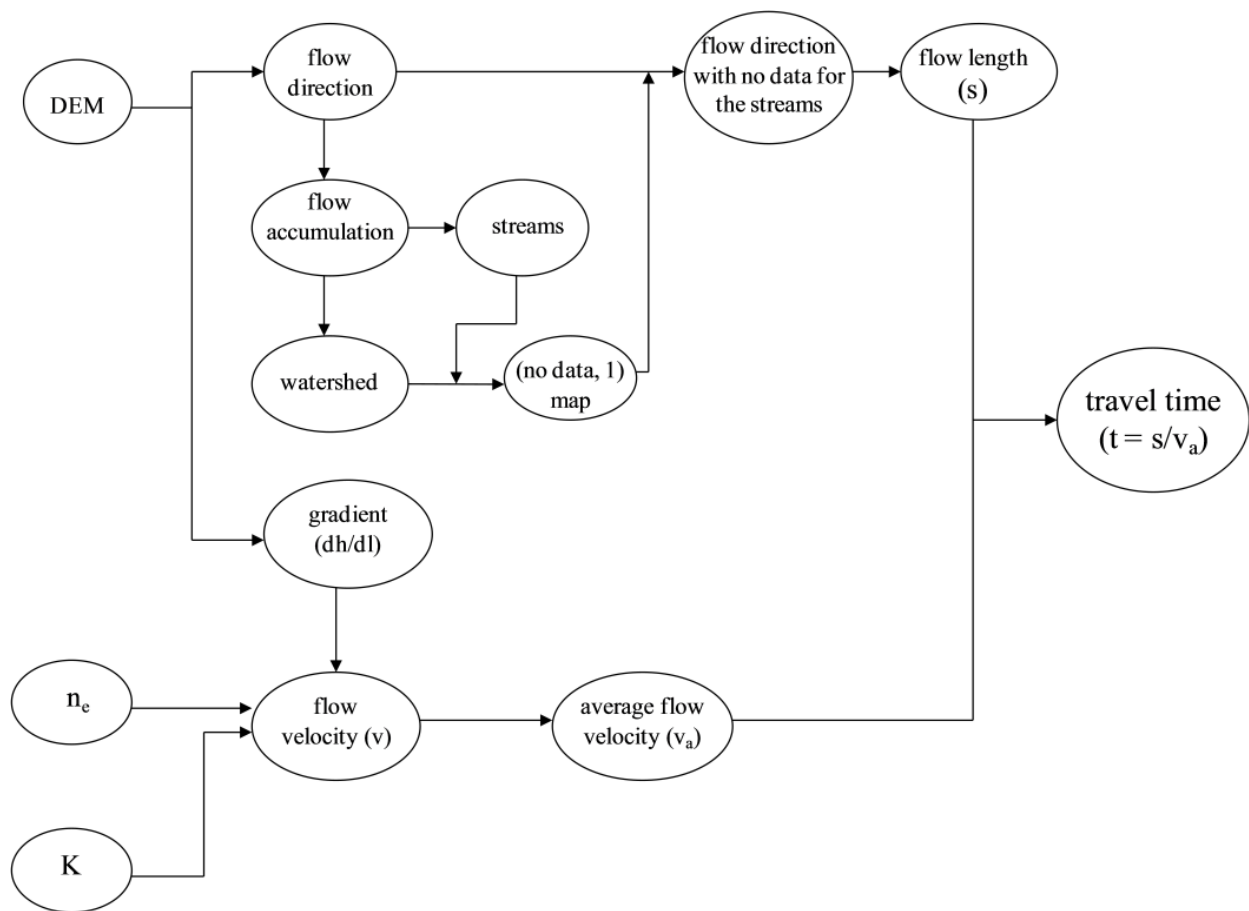 DEM
flow
direction
flow direction
with no data for
the streams
flow length
(s)
flow
accumulation
streams
watershed
(no data, 1)
map
travel time
(t = s/vₐ)
gradient
(dh/dl)
nₑ
flow
velocity (v)
average flow
velocity (vₐ)
K